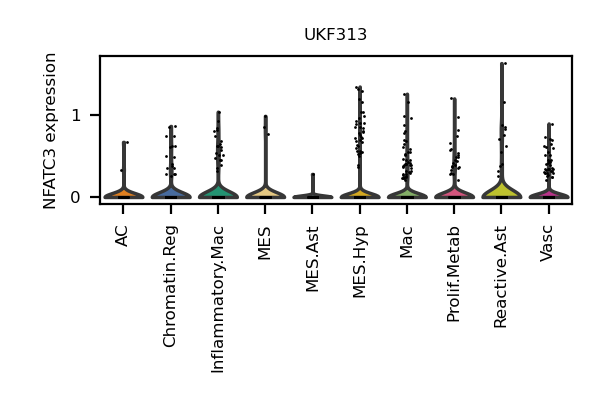 UKF313
NFATC3 expression
1
0
AC
Chromatin.Reg
Inflammatory.Mac
MES
MES.Ast
MES.Hyp
Mac
Prolif.Metab
Reactive.Ast
Vasc